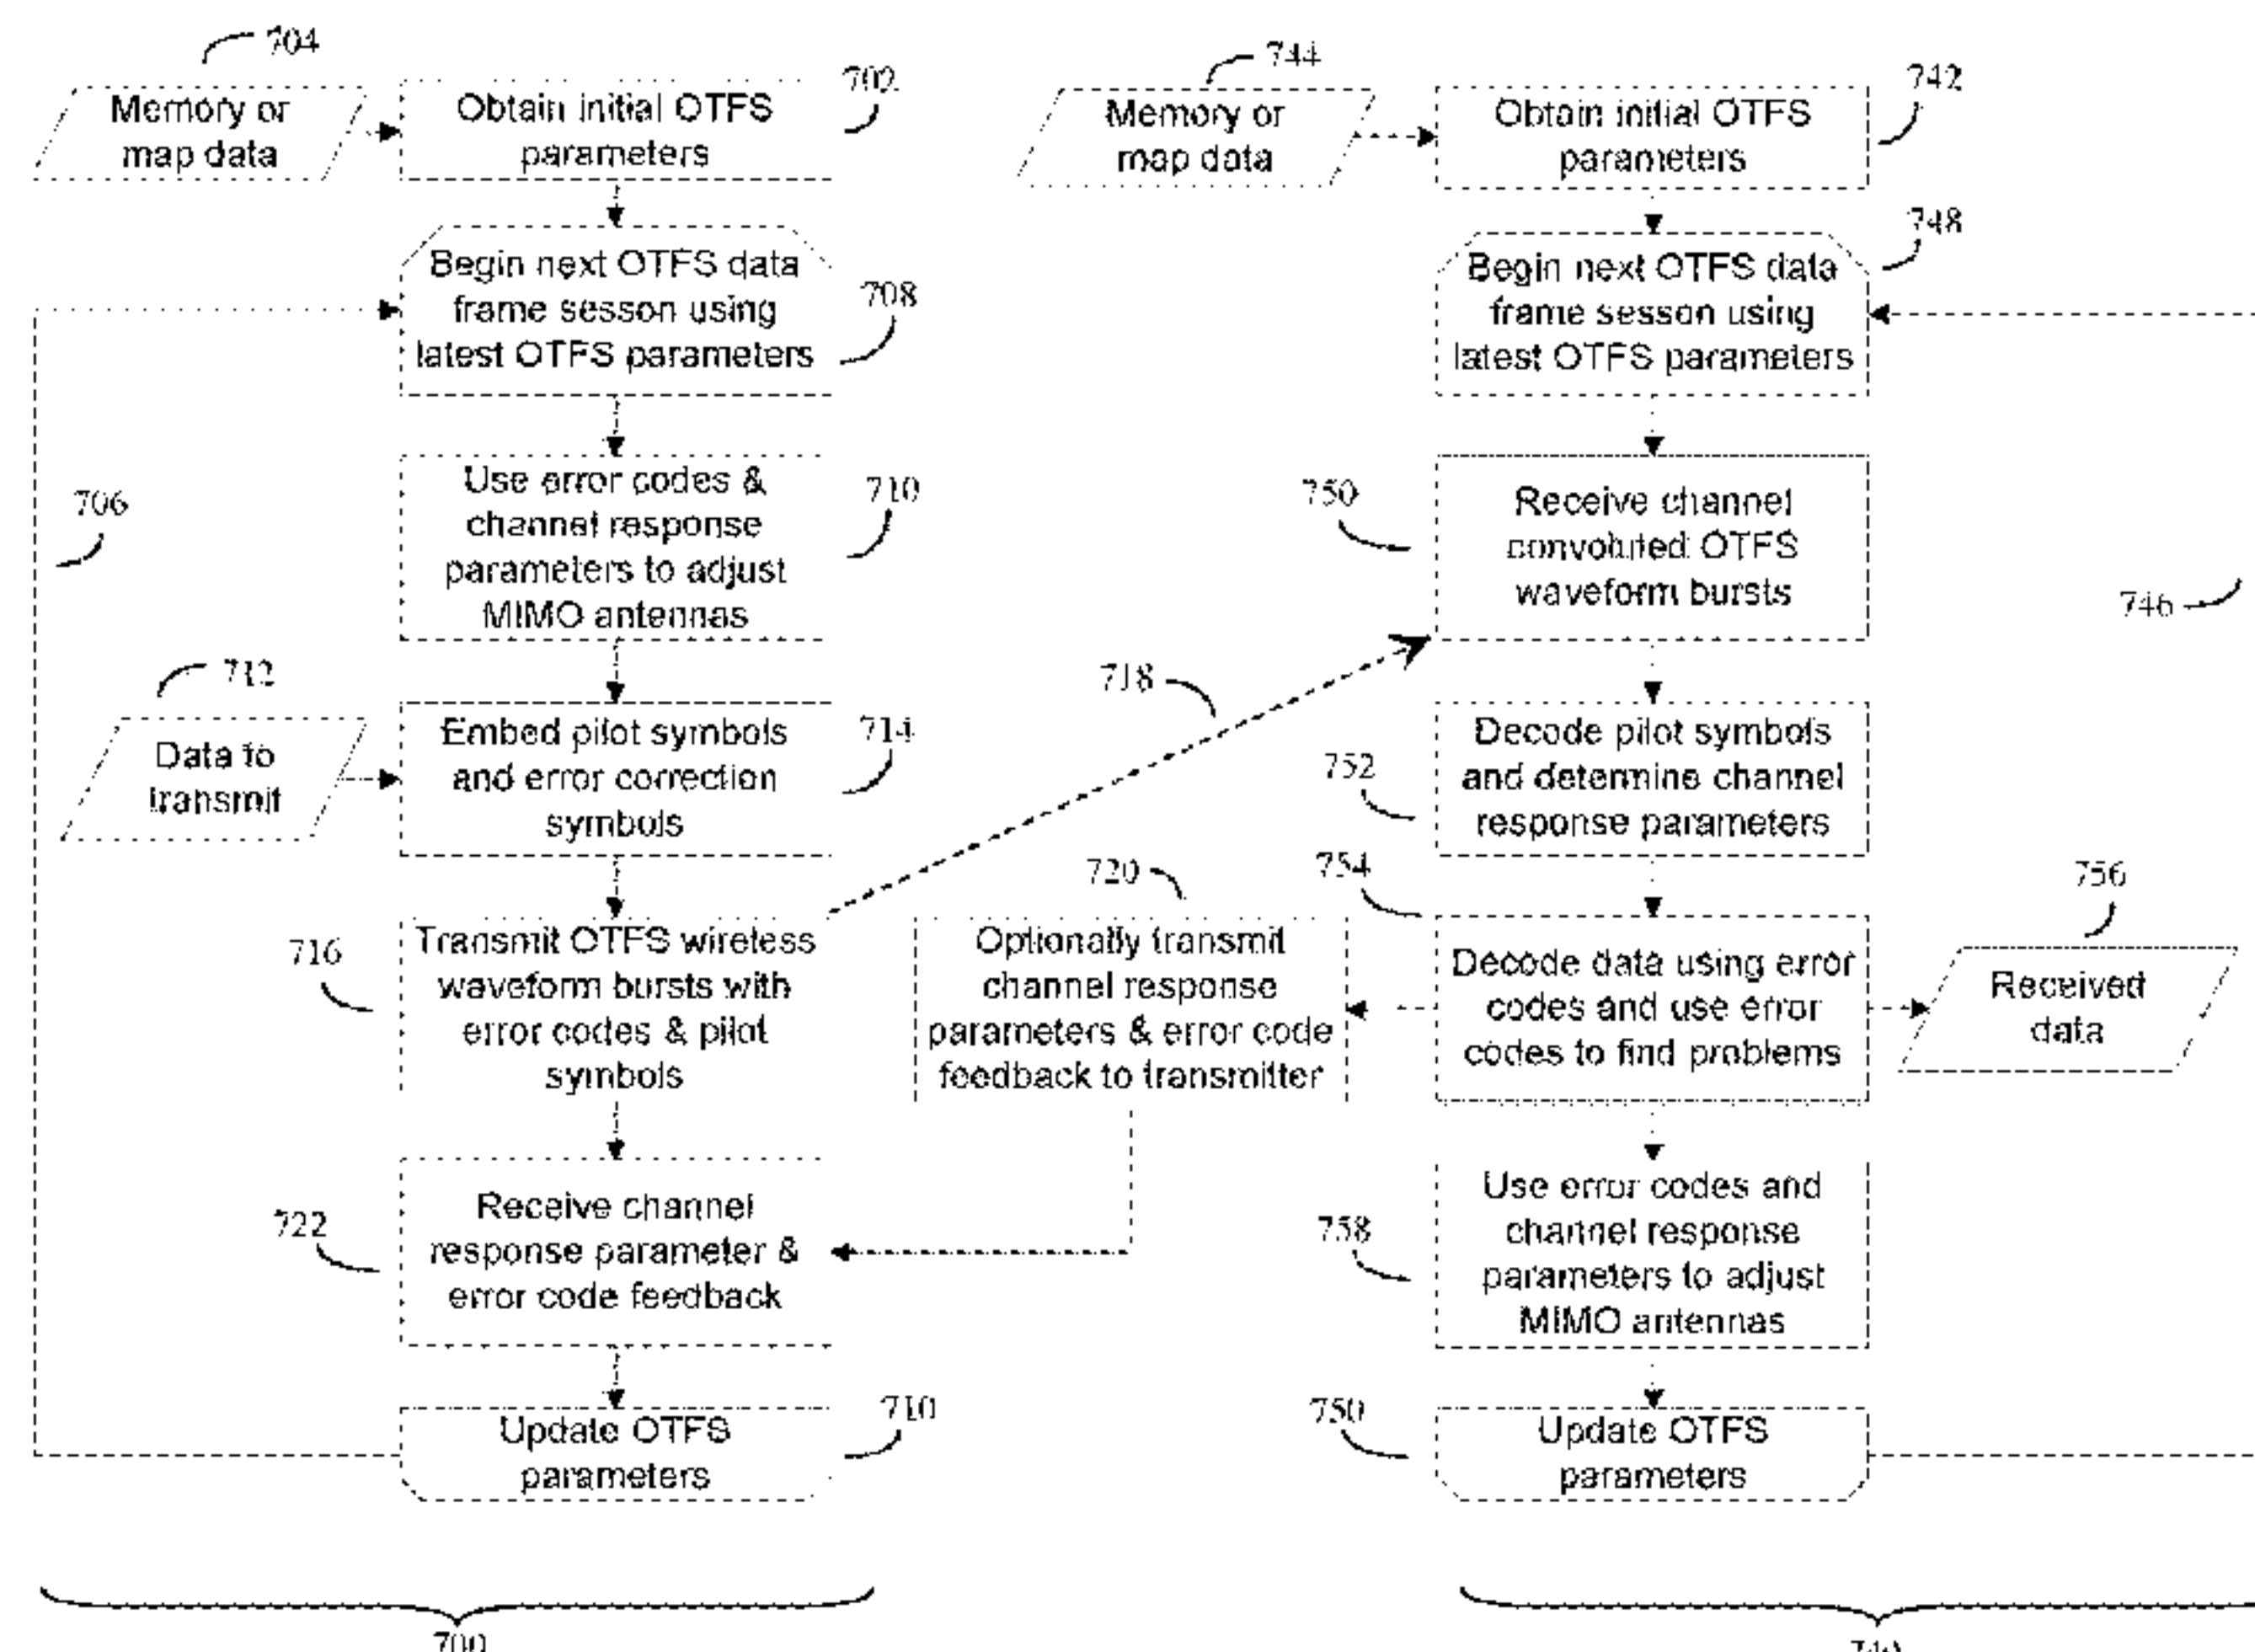 704
Memory or
map data
702
Obtain initial OTFS
parameters
Begin next OTFS data
frame sesson using
latest OTFS parameters
708
706
Use error codes &
channel response
parameters to adjust
MIMO antennas
710
712
Data to
transmit
Embed pilot symbols
and error correction
symbols
714
716
Transmit OTFS wireless
waveform bursts with
error codes & pilot
symbols
718
720
Optionally transmit
channel response
parameters & error code
feedback to transmitter
722
Receive channel
response parameter &
error code feedback
Update OTFS
parameters
710
700
744
Memory or
map data
742
Obtain initial OTFS
parameters
748
Begin next OTFS data
frame sesson using
latest OTFS parameters
746
750
Receive channel
convoluted OTFS
waveform bursts
752
Decode pilot symbols
and determine channel
response parameters
754
Decode data using error
codes and use error
codes to find problems
756
Received
data
758
Use error codes and
channel response
parameters to adjust
MIMO antennas
750
Update OTFS
parameters
740